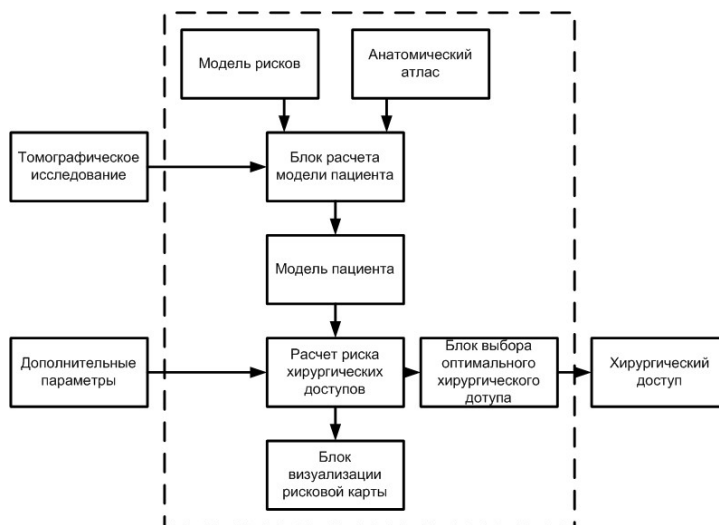 Модель рисков
Анатомический
атлас
Томографическое
исследование
Блок расчета
модели пациента
Модель пациента
Дополнительные
параметры
Расчет риска
хирургических
доступов
Блок выбора
оптимального
хирургического
дотупа
Хирургический
доступ
Блок
визуализации
рисковой карты